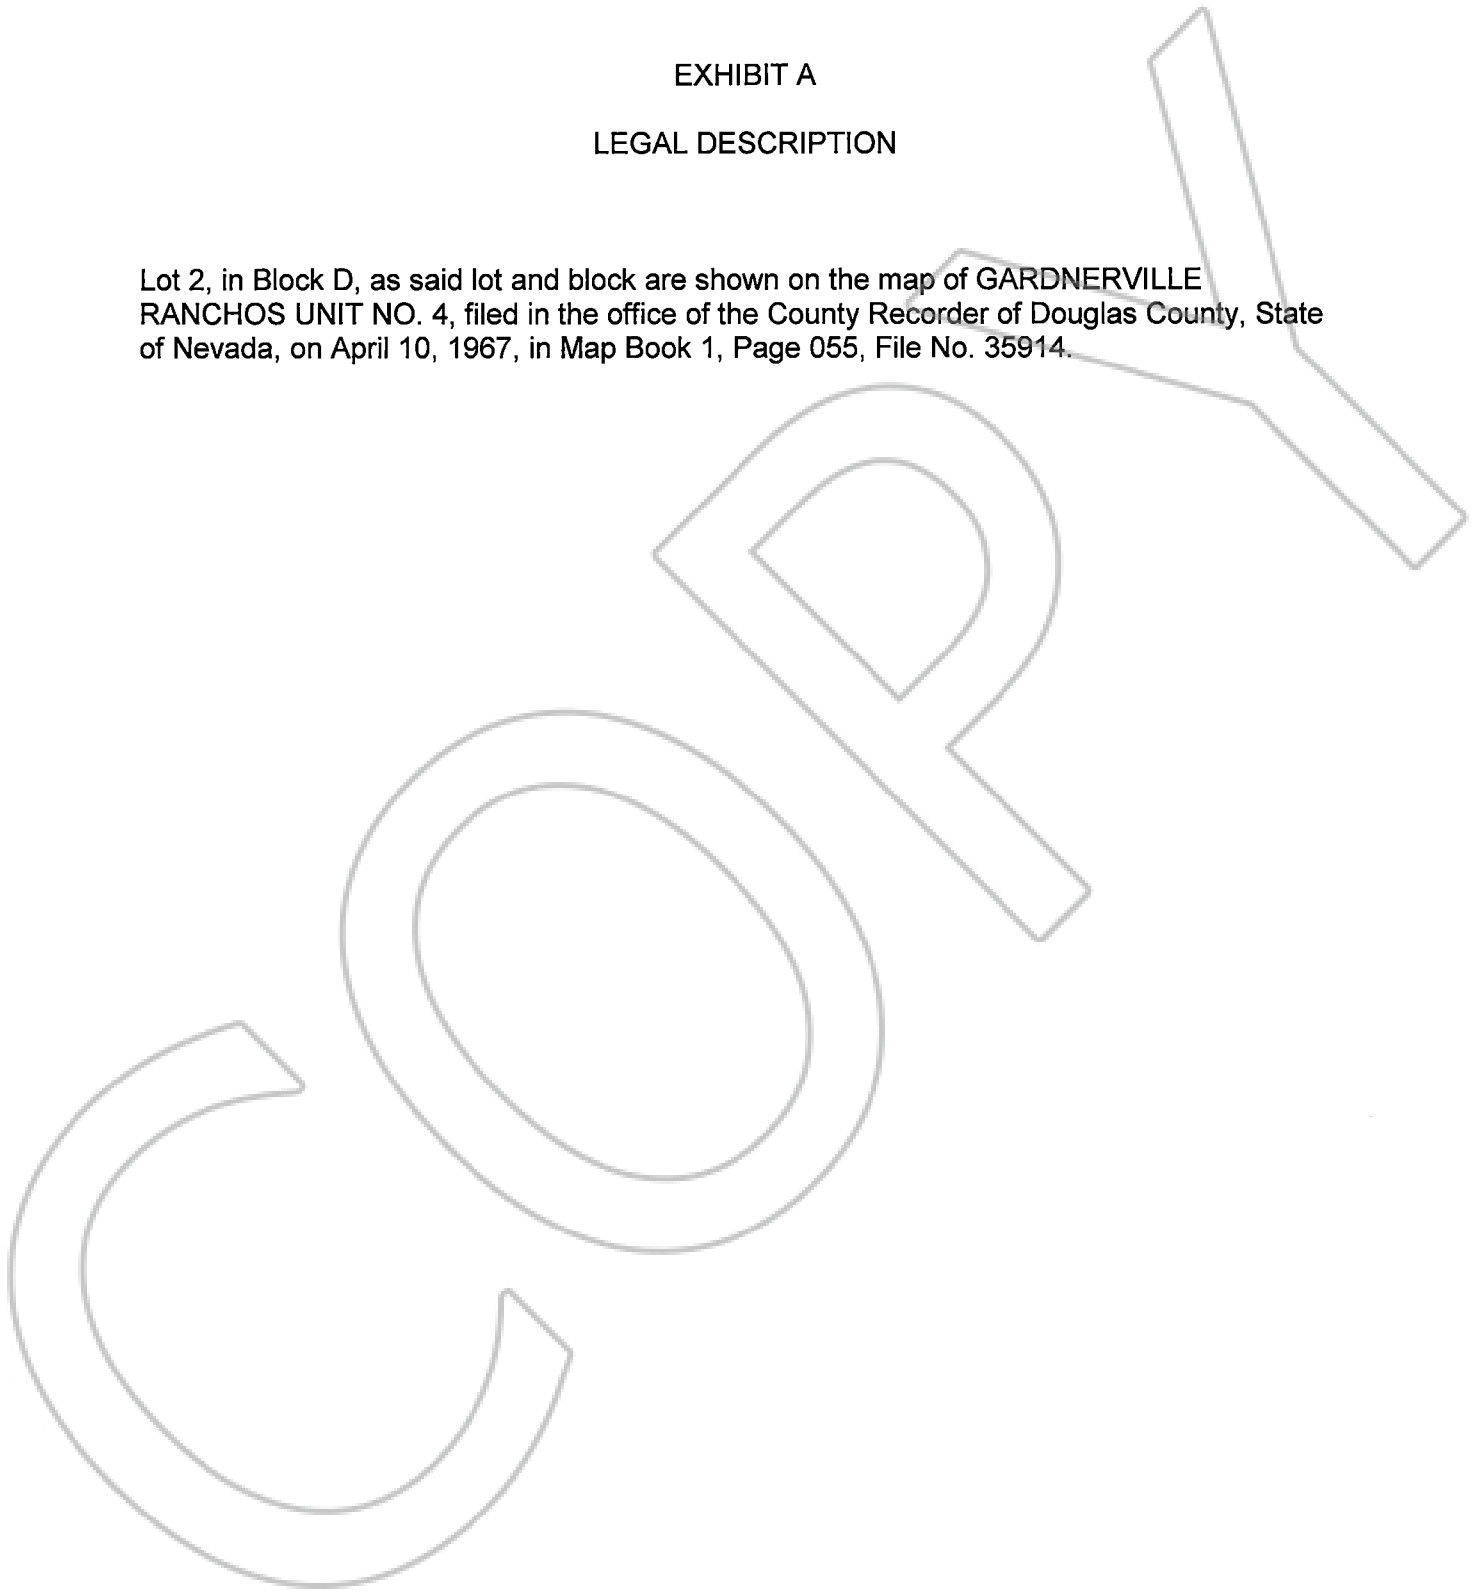 EXHIBIT A
LEGAL DESCRIPTION
Lot 2, in Block D, as said lot and block are shown on the map of GARDNERVILLE
RANCHOS UNIT NO. 4, filed in the office of the County Recorder of Douglas County, State
of Nevada, on April 10, 1967, in Map Book 1, Page 055, File No. 35914.
COPY